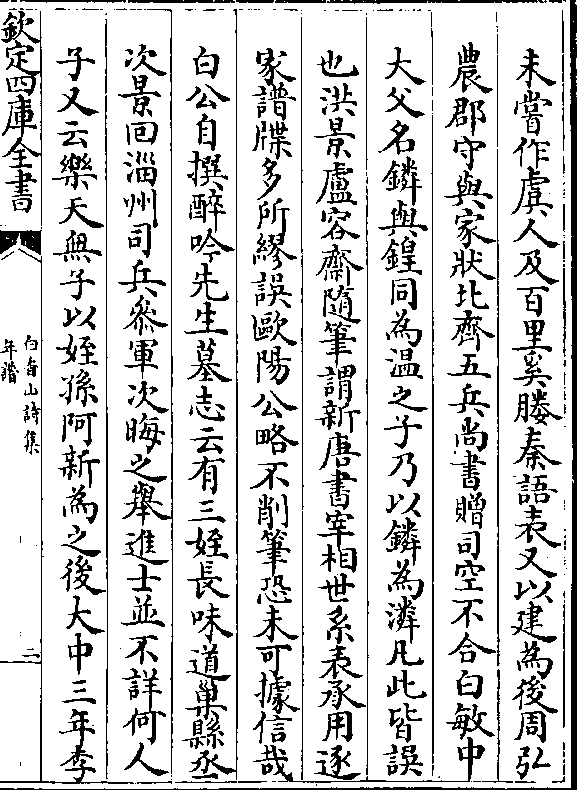 未嘗作虞人及百里奚媵秦語表又以建為後周弘
農郡守與家狀北齊五兵尚書贈司空不合白敏中
大父名鏻與鍠同為温之子乃以鏻為潾凡此皆誤
也洪景盧容齋隨筆謂新唐書宰相世系表承用逐
家譜牒多所繆誤歐陽公略不削筆恐未可據信哉
白公自撰醉吟先生墓志云有三姪長味道巢縣丞
次景回淄州司兵叅軍次晦之舉進士並不詳何人
子又云樂天無子以姪孫阿新為之後大中三年李
欽定四庫全書
白香山詩集
年譜
二